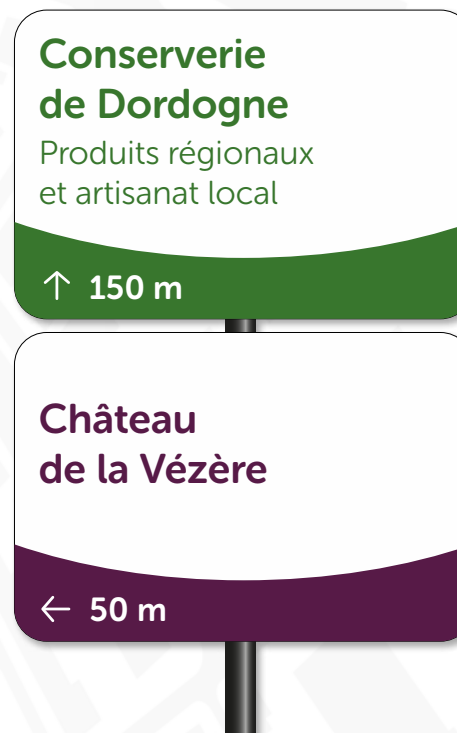 Conserverie
de Dordogne
Produits régionaux
et artisanat local
↑ 150 m
Château
de la Vézère
← 50 m